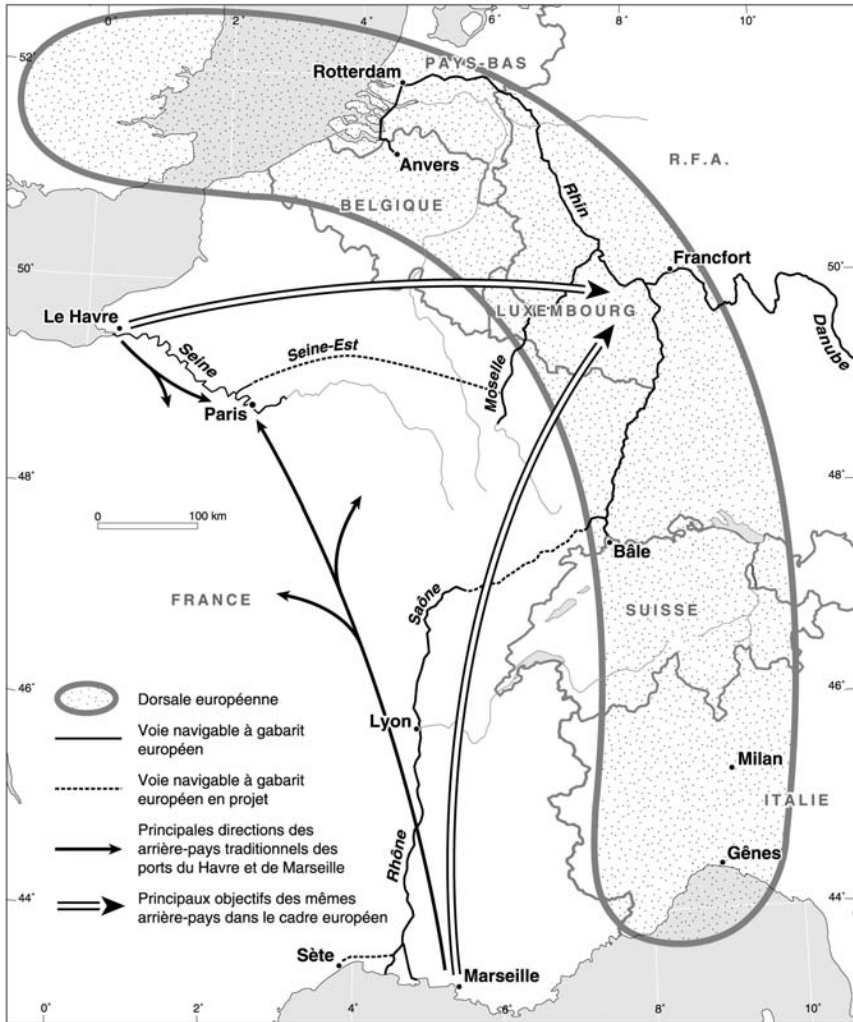 0˚
2˚
4˚
6˚
8˚
10˚
52˚
PAYS-BAS
Rotterdam
R.F.A.
Anvers
Rhin
BELGIQUE
Francfort
50˚
50˚
LUXEMBOURG
Danube
Le Havre
Seine
Seine-Est
Moselle
Paris
48˚
48˚
0
100 km
Bâle
FRANCE
Saône
SUISSE
46˚
46˚
Dorsale européenne
Lyon
Voie navigable à gabarit
européen
Milan
Voie navigable à gabarit
européen en projet
ITALIE
Principales directions des
arrière-pays traditionnels des
ports du Havre et de Marseille
Rhône
Gênes
Principaux objectifs des mêmes
arrière-pays dans le cadre européen
44˚
44˚
Sète
Marseille
0˚
2˚
4˚
6˚
8˚
10˚